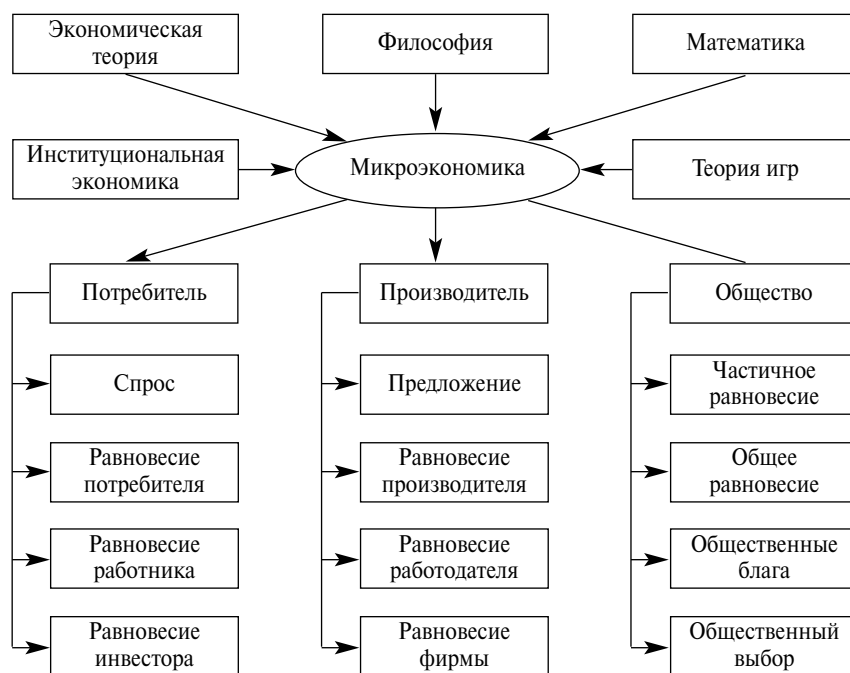 Экономическая
теория
Философия
Математика
Институциональная
экономика
Микроэкономика
Теория игр
Потребитель
Производитель
Общество
Спрос
Предложение
Частичное
равновесие
Равновесие
потребителя
Равновесие
производителя
Общее
равновесие
Равновесие
работника
Равновесие
работодателя
Общественные
блага
Равновесие
инвестора
Равновесие
фирмы
Общественный
выбор